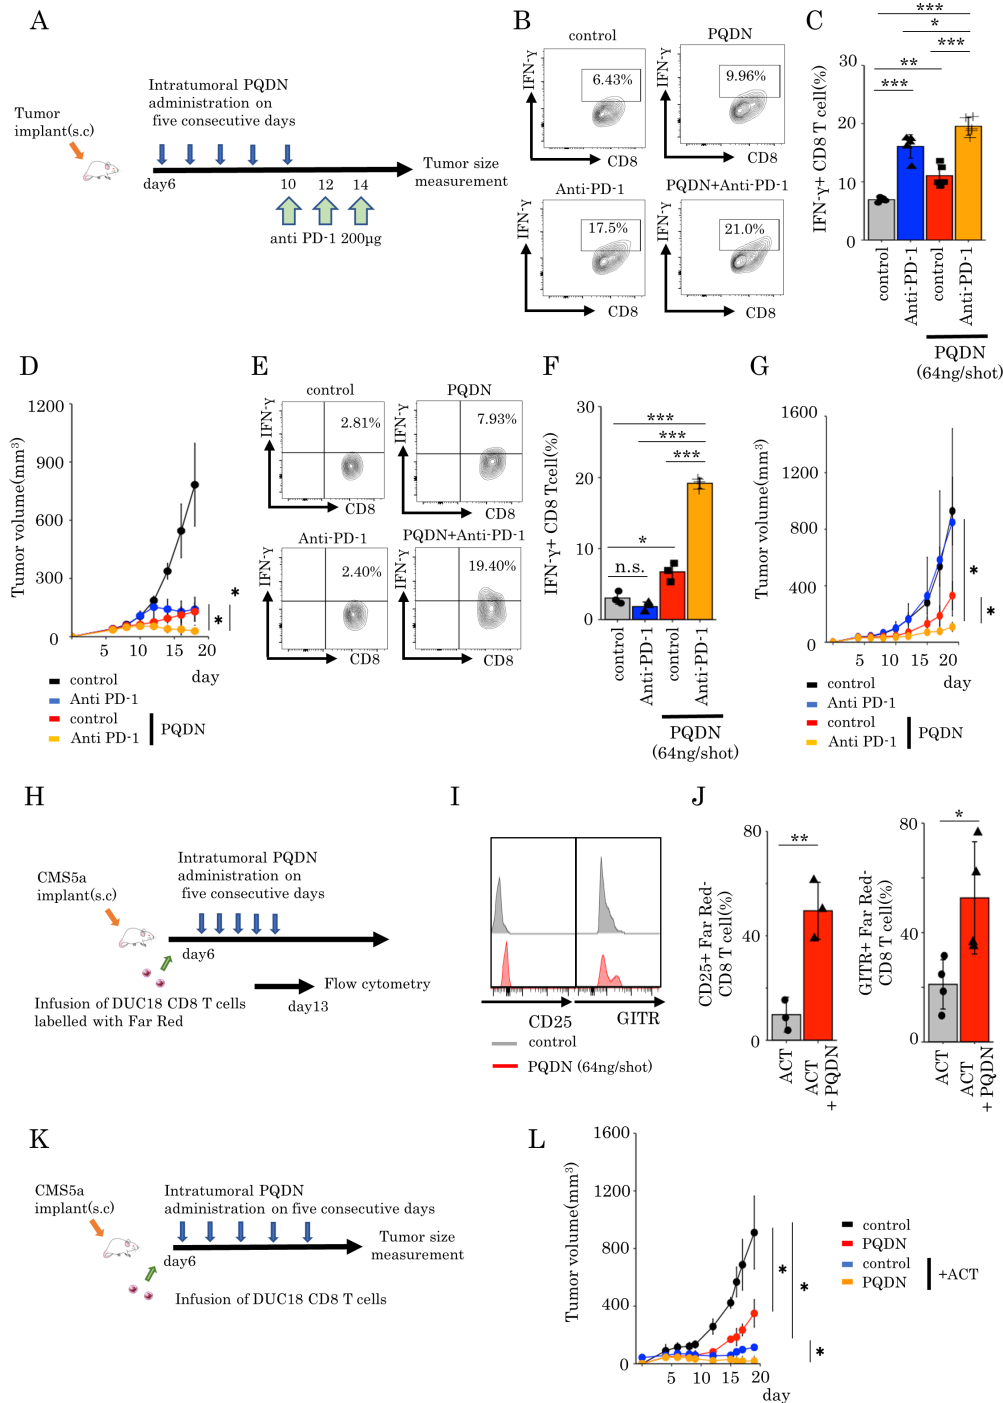 A
Intratumoral PQDN
administration on
five consecutive days
Tumor
implant(s.c)
day6
10
12
14
Tumor size
measurement
anti PD-1 200µg
B
control
PQDN
IFN-γ
6.43%
IFN-γ
9.96%
CD8
CD8
Anti-PD-1
PQDN+Anti-PD-1
IFN-γ
17.5%
IFN-γ
21.0%
CD8
CD8
C
***
*
***
**
***
IFN-γ+ CD8 T cell(%)
30
20
10
0
control
Anti-PD-1
control
Anti-PD-1
PQDN
(64ng/shot)
D
Tumor volume(mm³)
1200
900
600
300
0
5
10
15
20
day
*
*
control
Anti PD-1
control
Anti PD-1
PQDN
E
control
PQDN
IFN-γ
2.81%
IFN-γ
7.93%
CD8
CD8
Anti-PD-1
PQDN+Anti-PD-1
IFN-γ
2.40%
IFN-γ
19.40%
CD8
CD8
F
***
***
***
*
n.s.
IFN-γ+ CD8 Tcell(%)
30
20
10
0
control
Anti-PD-1
control
Anti-PD-1
PQDN
(64ng/shot)
G
Tumor volume(mm³)
1600
1200
800
400
0
5
10
15
20
day
*
*
control
Anti PD-1
control
Anti PD-1
PQDN
H
Intratumoral PQDN
administration on
five consecutive days
CMS5a
implant(s.c)
day6
Infusion of DUC18 CD8 T cells
labelled with Far Red
day13
Flow cytometry
I
CD25
GITR
control
PQDN (64ng/shot)
J
CD25+ Far Red-
CD8 T cell(%)
80
40
0
**
ACT
ACT
+ PQDN
GITR+ Far Red-
CD8 T cell(%)
80
40
0
*
ACT
ACT
+ PQDN
K
CMS5a
implant(s.c)
Intratumoral PQDN
administration on five consecutive days
day6
Tumor size
measurement
Infusion of DUC18 CD8 T cells
L
Tumor volume(mm³)
1600
1200
800
400
0
5
10
15
20
day
*
*
*
control
PQDN
control
PQDN
+ACT